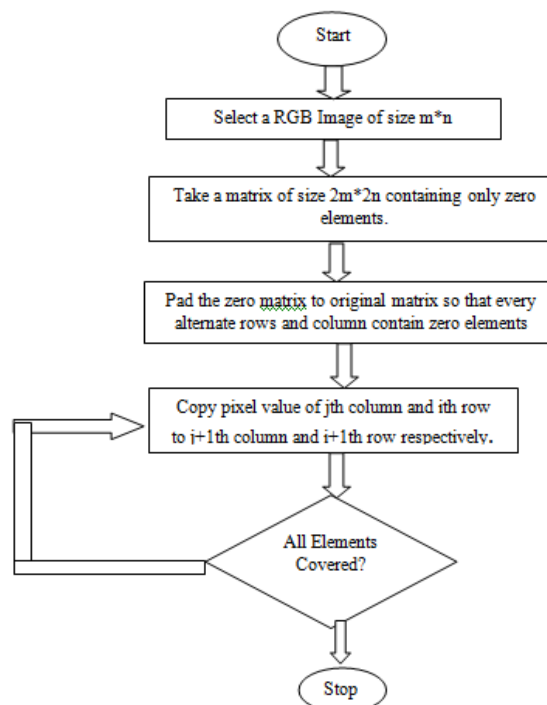 Start
Select a RGB Image of size m*n
Take a matrix of size 2m*2n containing only zero
elements.
Pad the zero matrix to original matrix so that every
alternate rows and column contain zero elements
Copy pixel value of jth column and ith row
to j+1th column and i+1th row respectively.
All Elements
Covered?
Stop